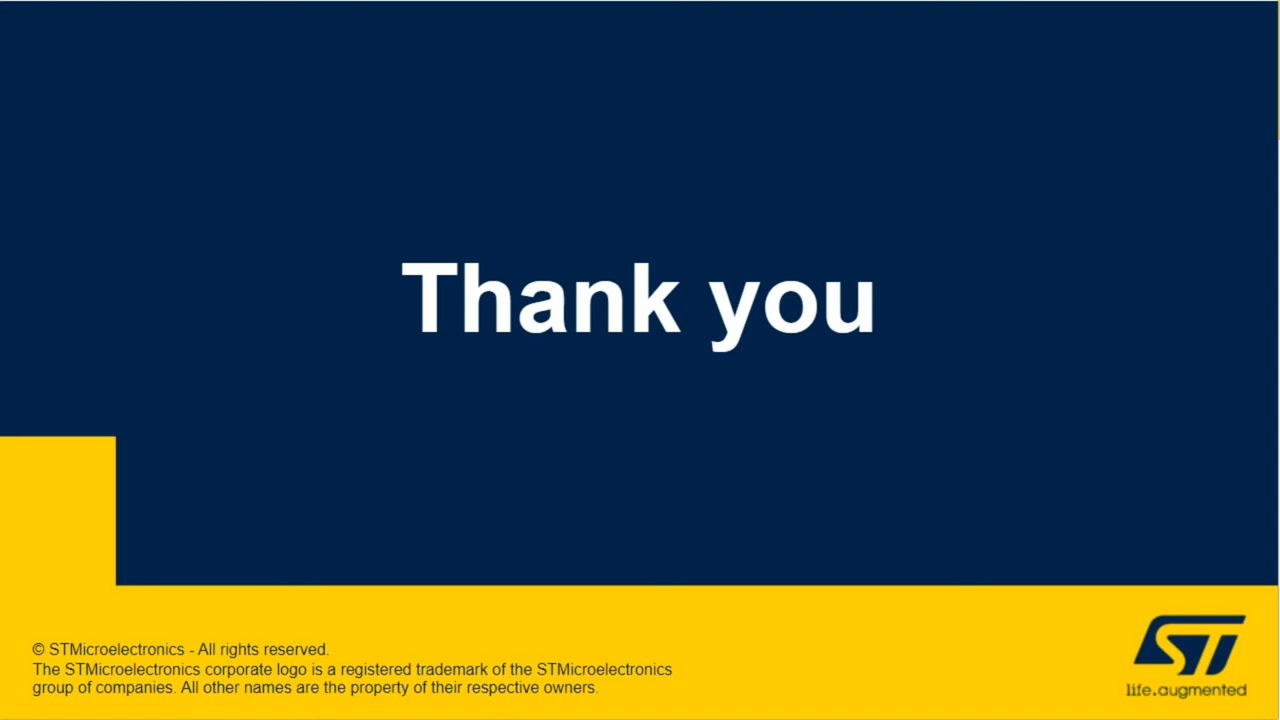 Thank you
© STMicroelectronics - All rights reserved.
The STMicroelectronics corporate logo is a registered trademark of the STMicroelectronics
group of companies. All other names are the property of their respective owners.
ST
life.augmented